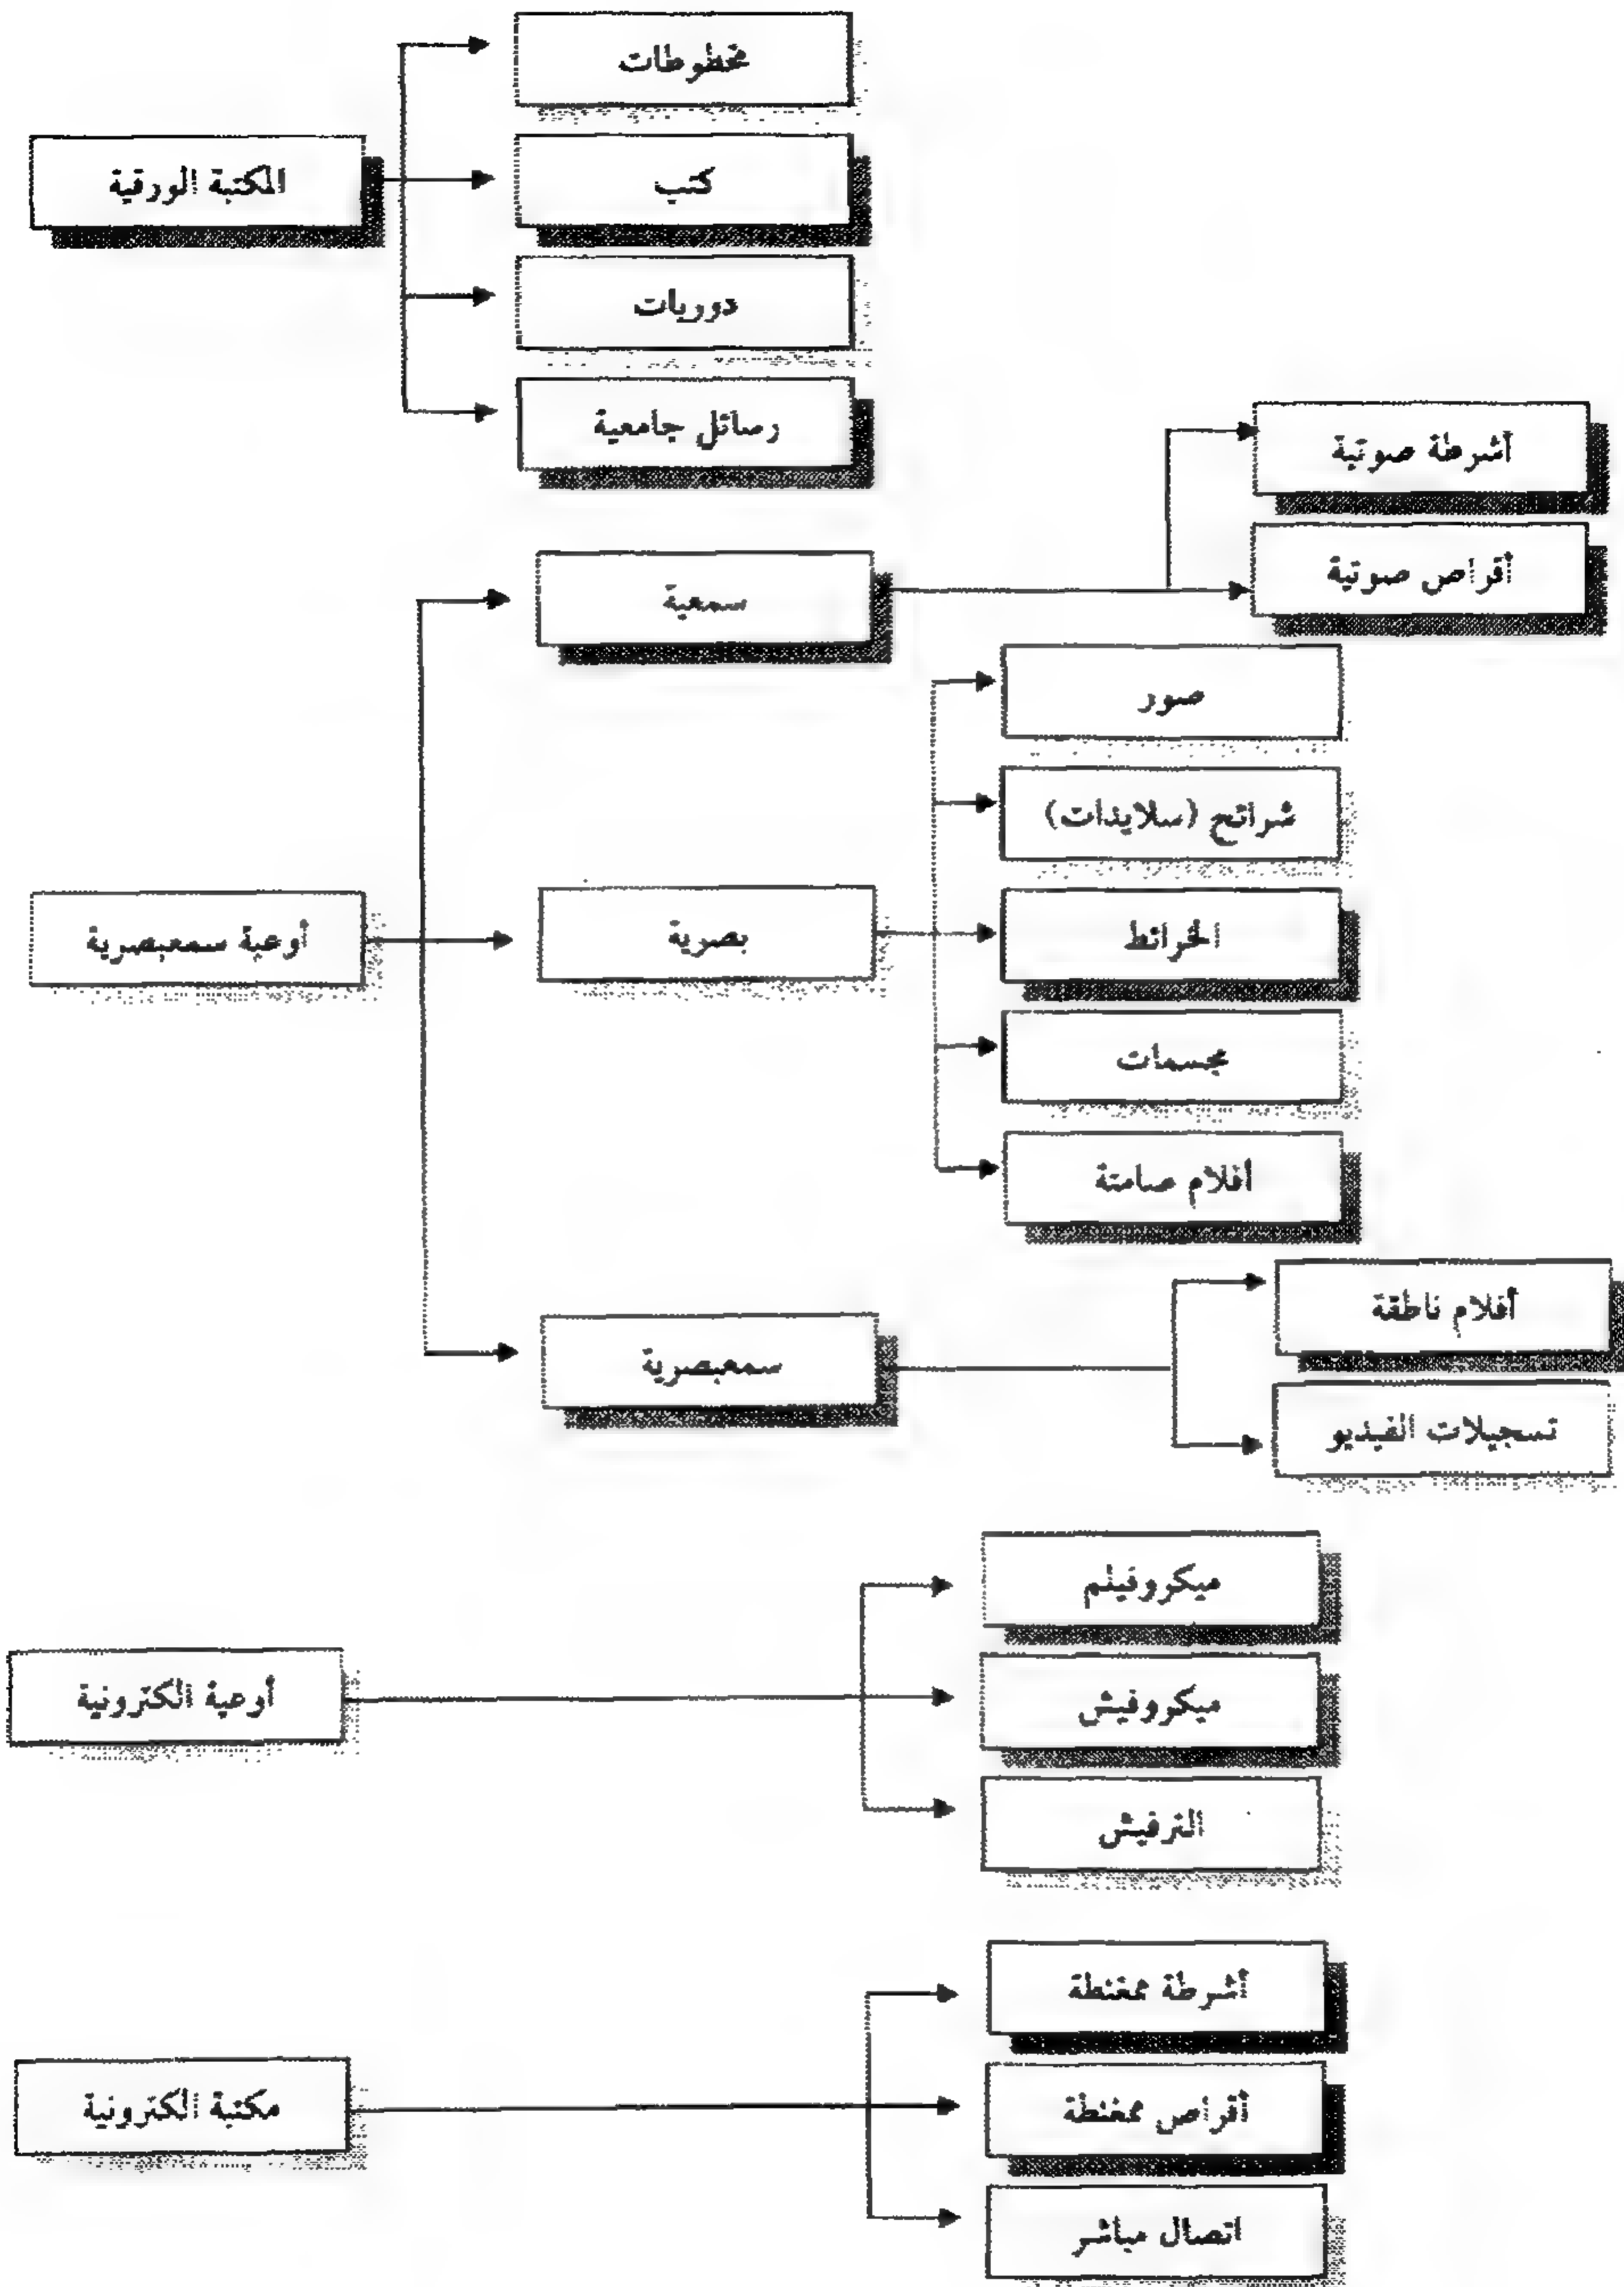 المكتبة الورقية
مخطوطات
كتب
دوريات
رسائل جامعية
أوعية سمعبصرية
سمعية
أشرطة صوتية
أقراص صوتية
بصرية
صور
شرائح (سلايدات)
الخرائط
مجسمات
أفلام صامتة
سمعبصرية
أفلام ناطقة
تسجيلات الفيديو
أوعية الكترونية
ميكروفيلم
ميكروفيش
الترفيش
مكتبة الكترونية
أشرطة ممغنطة
أقراص ممغنطة
اتصال مباشر